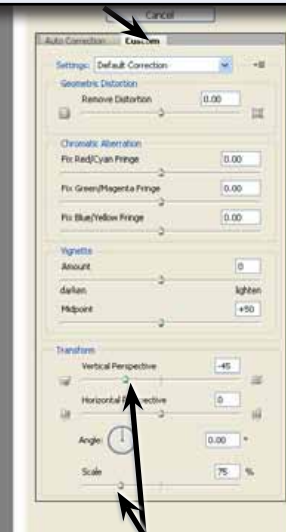 Cancel
Auto Correction Custom
Settings: Default Correction
Geometric Distortion
Remove Distortion 0.00
Chromatic Aberration
Fix Red/Cyan Fringe 0.00
Fix Green/Magenta Fringe 0.00
Fix Blue/Yellow Fringe 0.00
Vignette
Amount 0
darken lighten
Midpoint +50
Transform
Vertical Perspective -45
Horizontal 0
Angle: 0.00 °
Scale 75 %